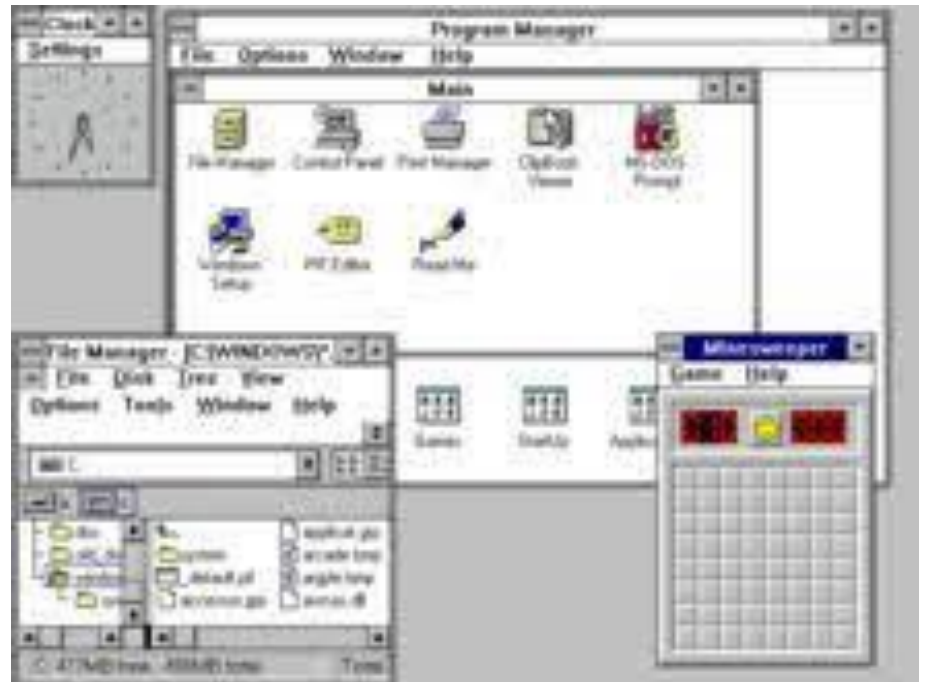 Clock
Settings
Program Manager
File Options Window Help
Main
File Manager Control Panel Print Manager ClipBook Viewer MS-DOS Prompt
Windows Setup PIF Editor Read Me
File Manager - [C:\WINDOWS\*.
File Disk Tree View
Options Tools Window Help
C:
dos
system
_default.pif
applicat.grp
arcade.bmp
argyle.bmp
Games StartUp
Minesweeper
Game Help
C: 477MB free,